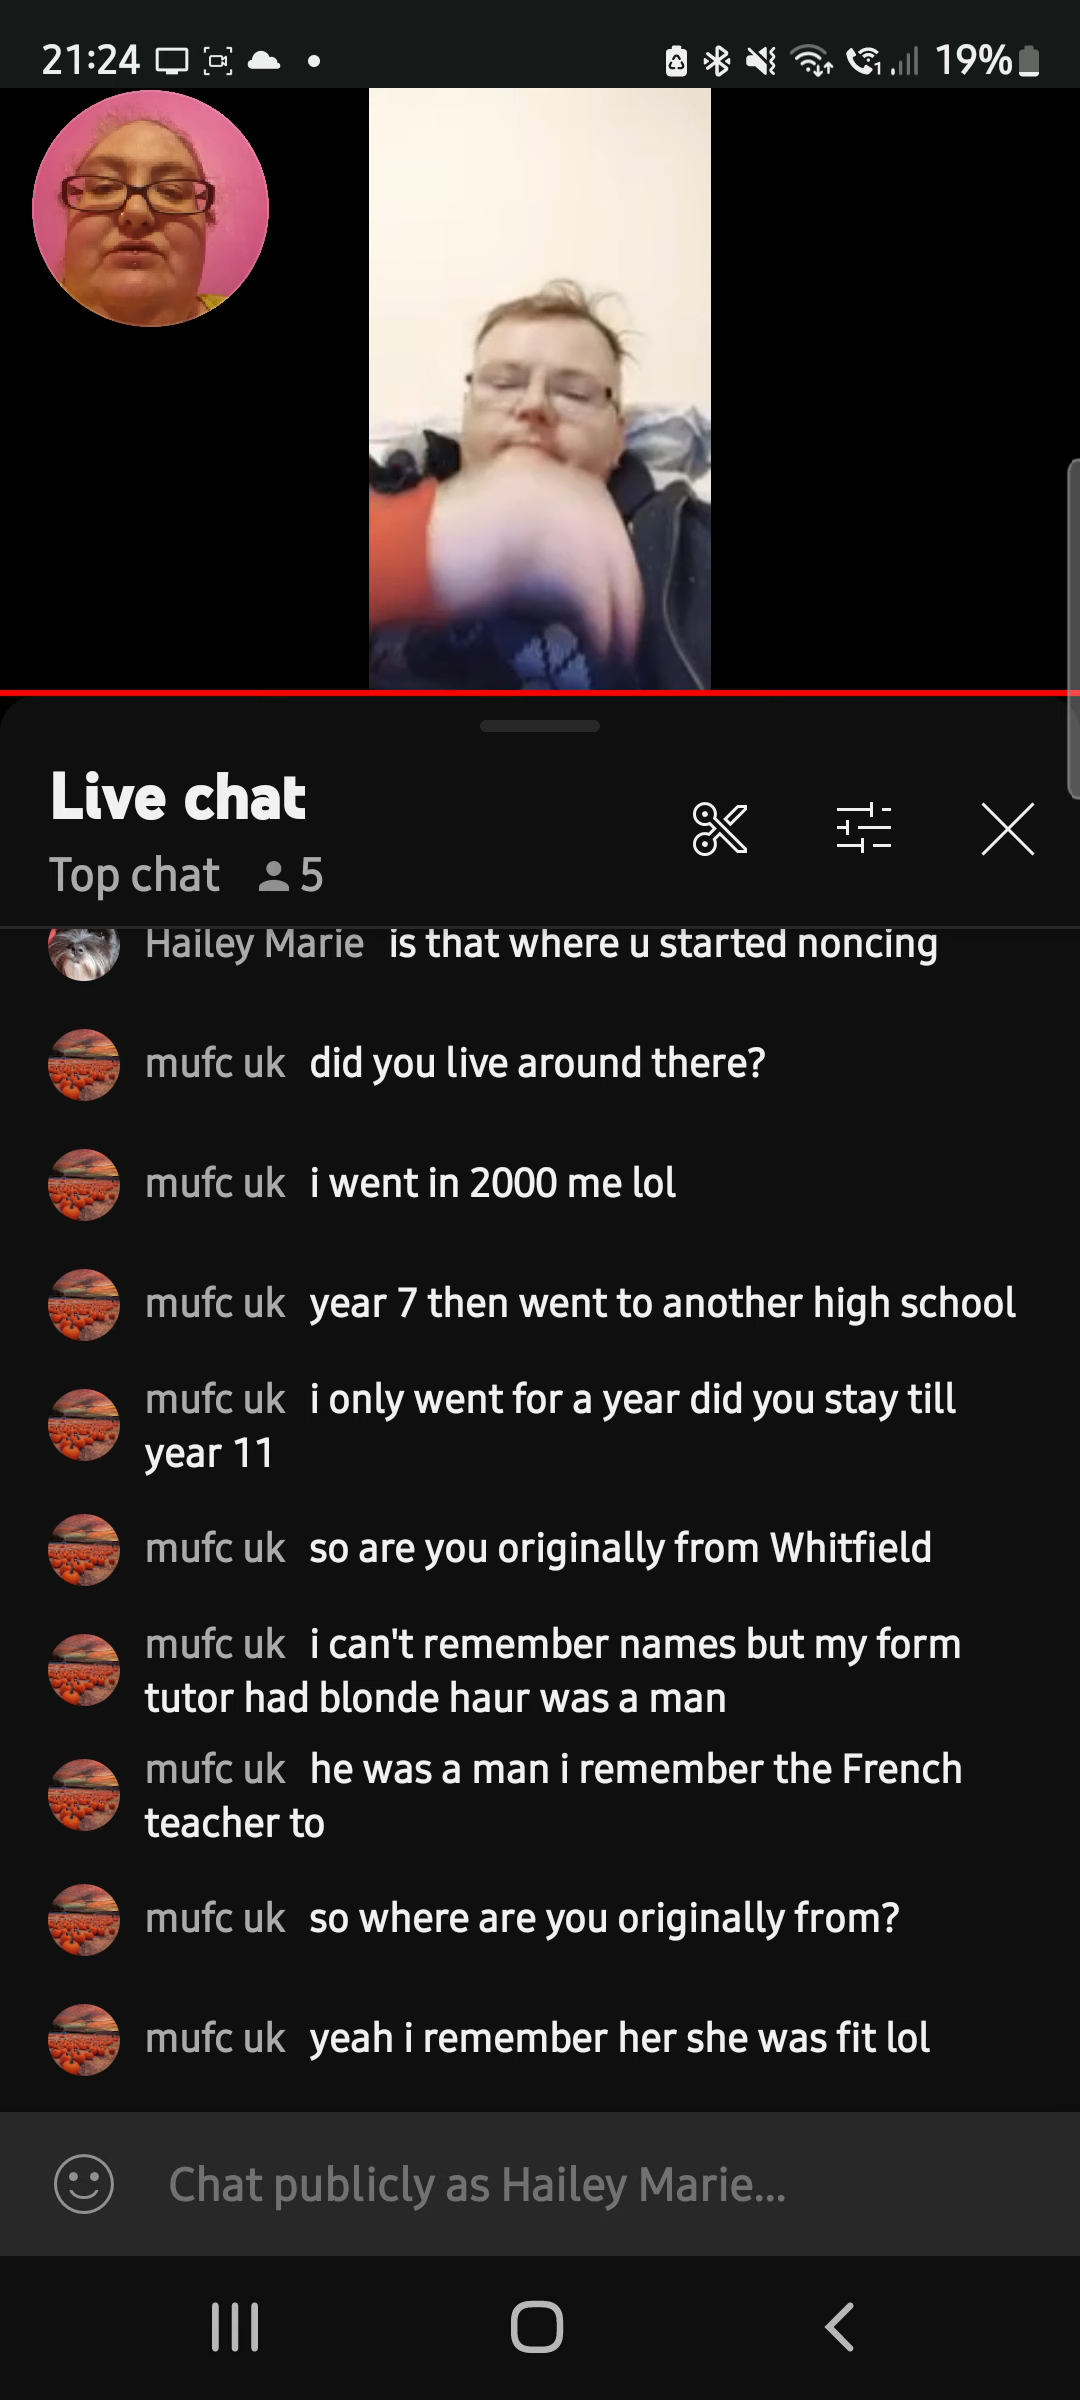 21:24
1
19%
Live chat
Top chat 5
Hailey Marie is that where u started noncing
mufc uk did you live around there?
mufc uk i went in 2000 me lol
mufc uk year 7 then went to another high school
mufc uk i only went for a year did you stay till
year 11
mufc uk so are you originally from Whitfield
mufc uk i can't remember names but my form
tutor had blonde haur was a man
mufc uk he was a man i remember the French
teacher to
mufc uk so where are you originally from?
mufc uk yeah i remember her she was fit lol
Chat publicly as Hailey Marie...